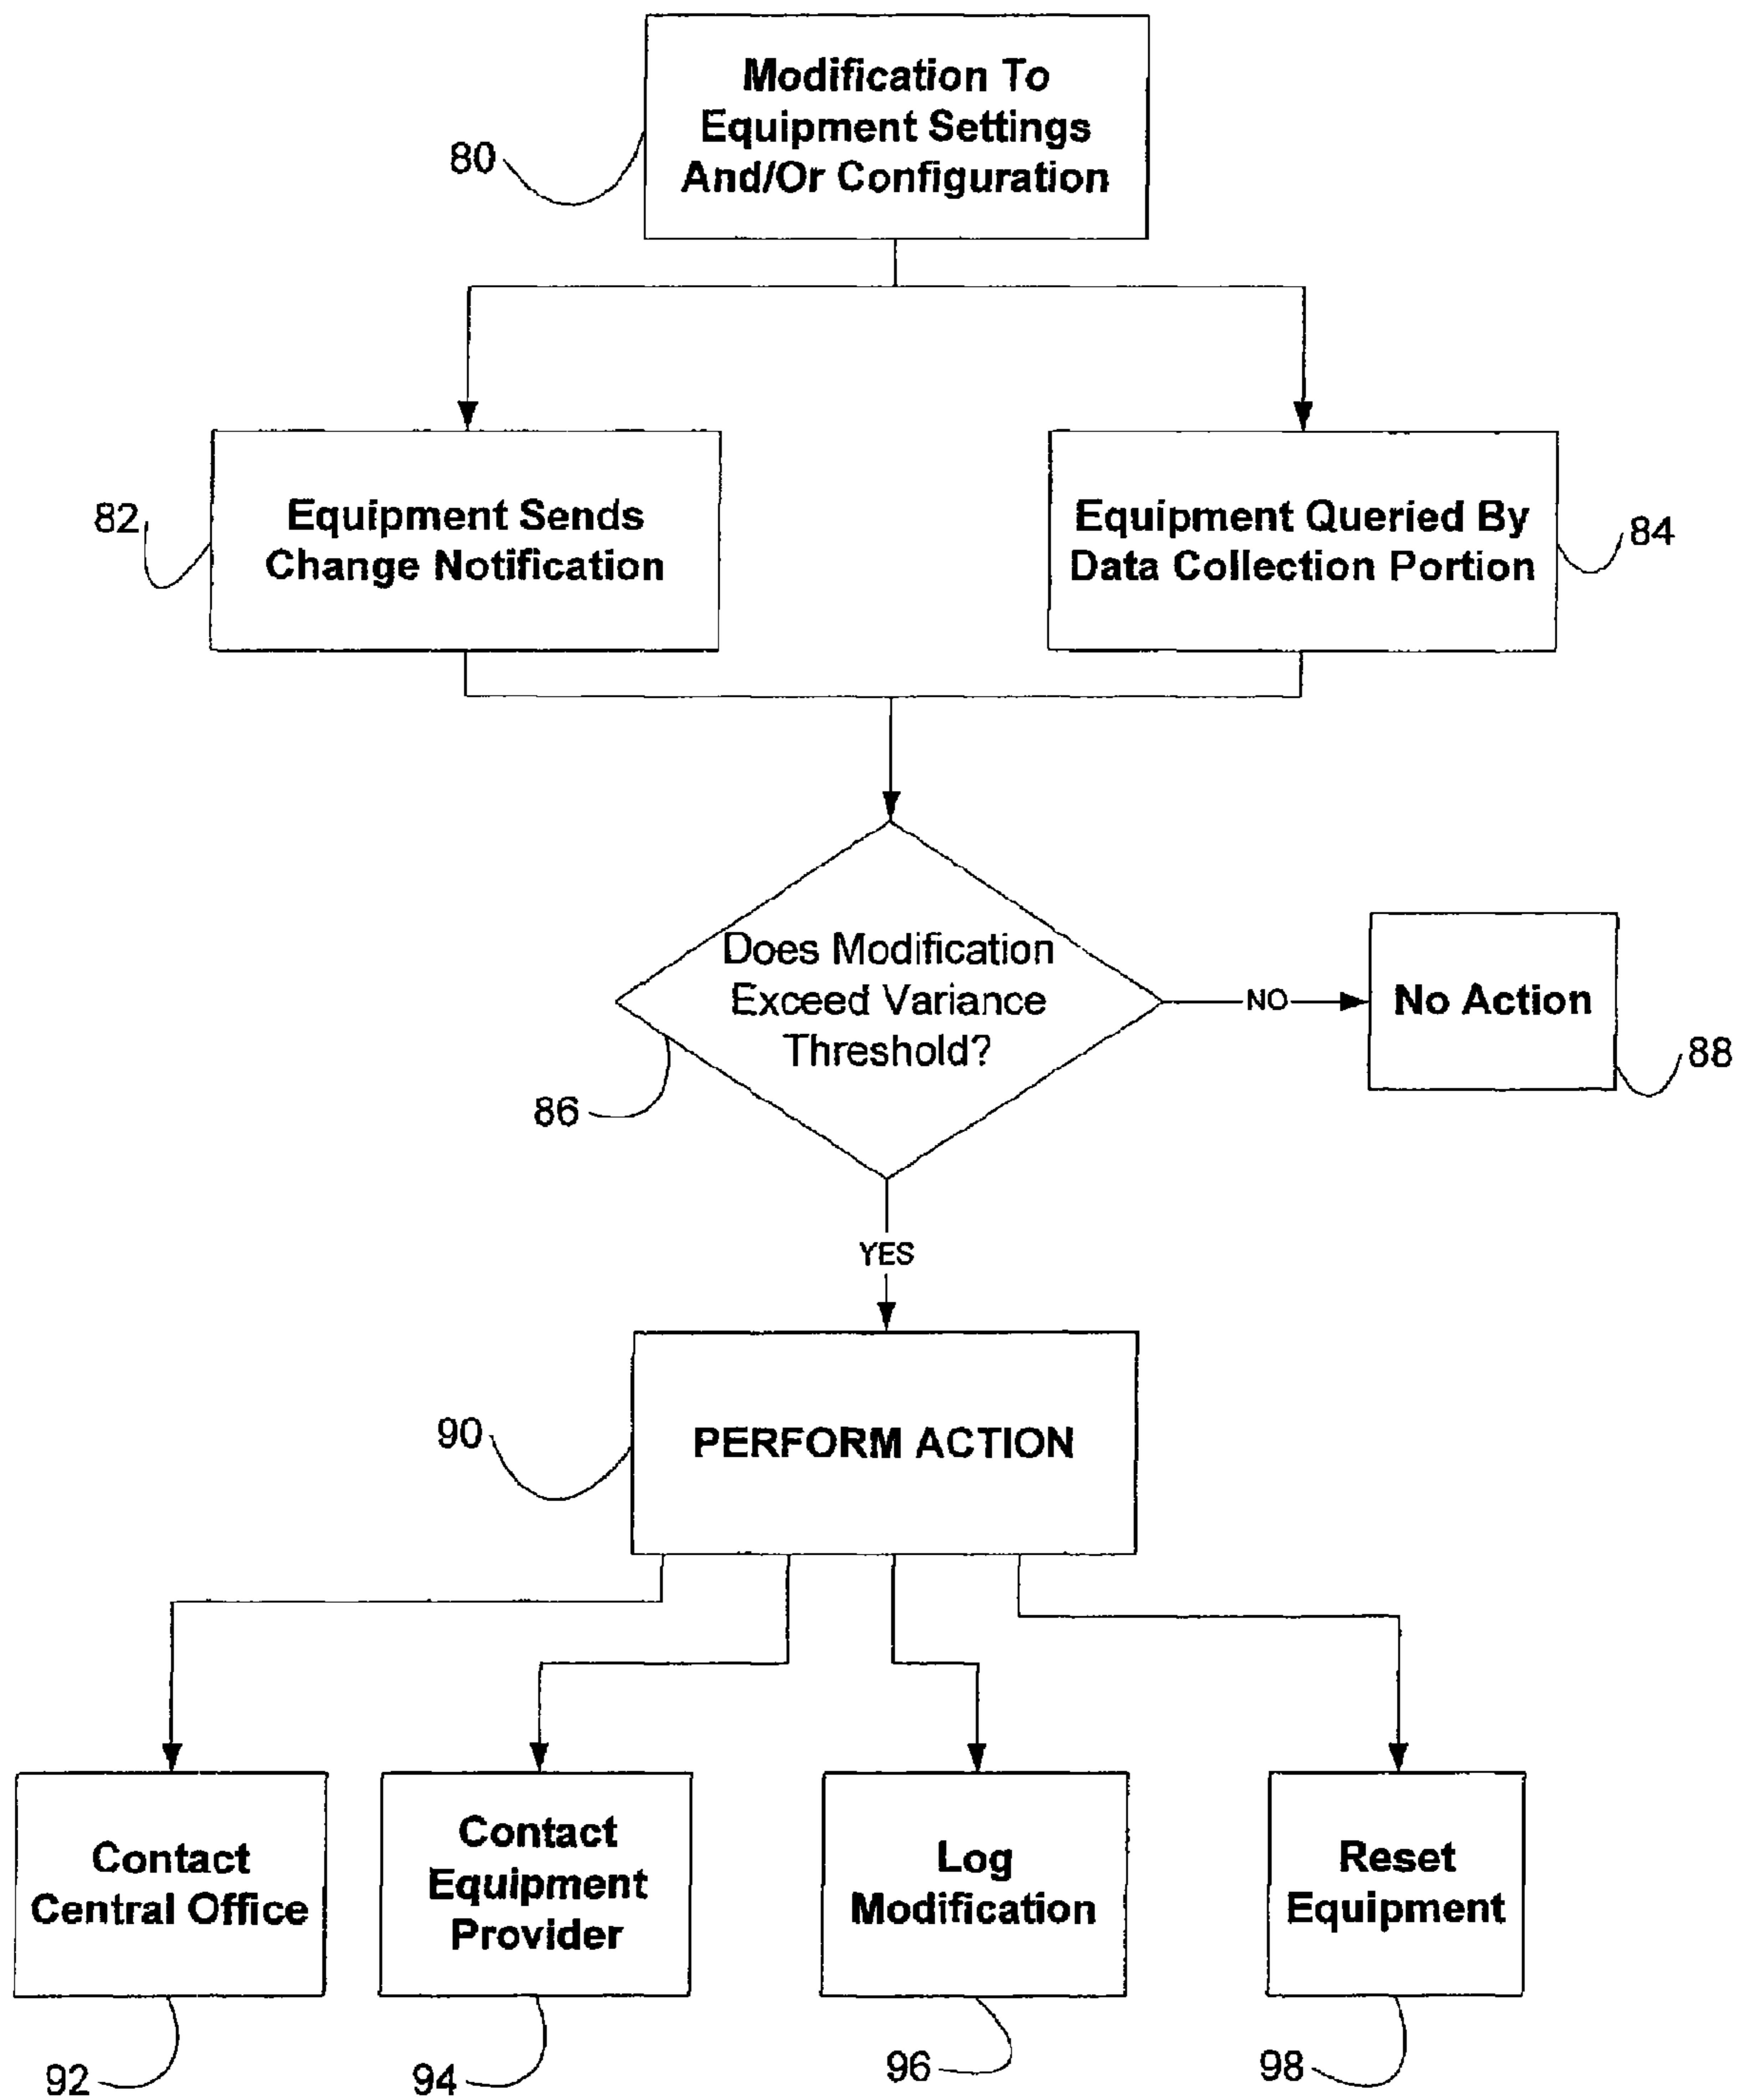 Modification To
Equipment Settings
And/Or Configuration
80
Equipment Sends
Change Notification
82
Equipment Queried By
Data Collection Portion
84
Does Modification
Exceed Variance
Threshold?
86
NO
No Action
88
YES
PERFORM ACTION
90
Contact
Central Office
Contact
Equipment
Provider
Log
Modification
Reset
Equipment
92
94
96
98